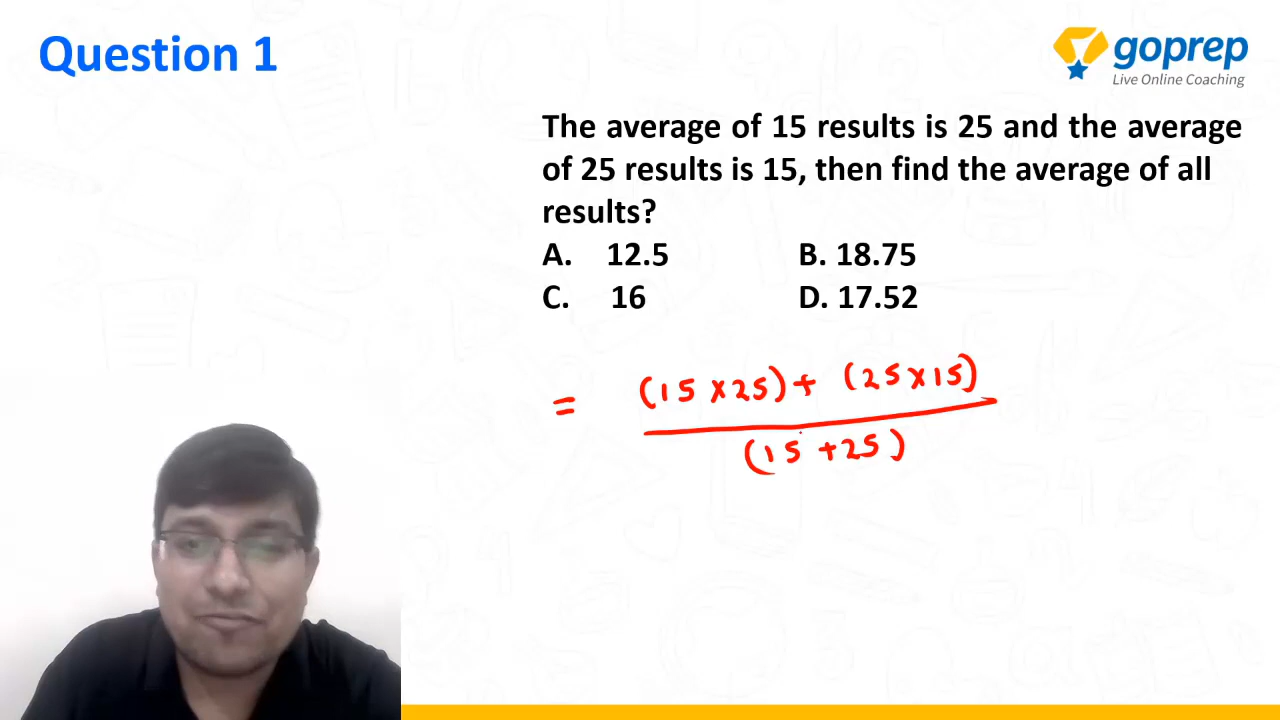 Question 1
goprep
Live Online Coaching
The average of 15 results is 25 and the average
of 25 results is 15, then find the average of all
results?
A. 12.5 B. 18.75
C. 16 D. 17.52
= (15 × 25) + (25 × 15)
(15 + 25)